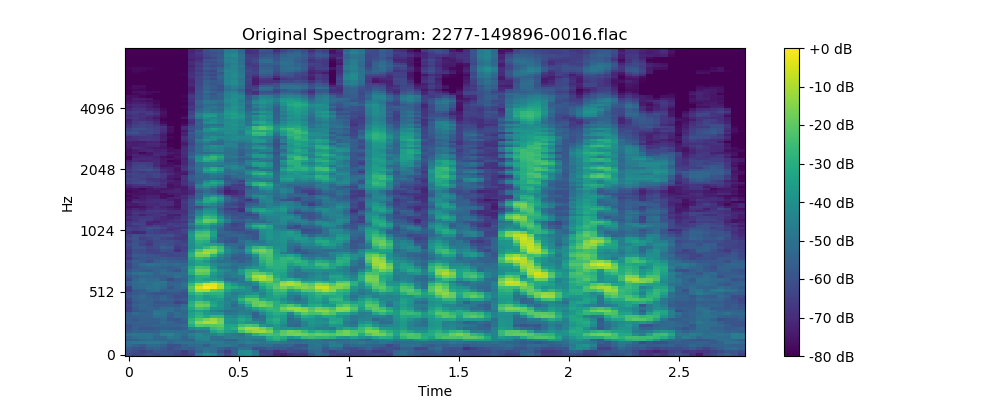 Original Spectrogram: 2277-149896-0016.flac
+0 dB
-10 dB
4096
-20 dB
-30 dB
2048
-40 dB
Hz
1024
-50 dB
-60 dB
512
-70 dB
0
-80 dB
0 0.5 1 1.5 2 2.5
Time